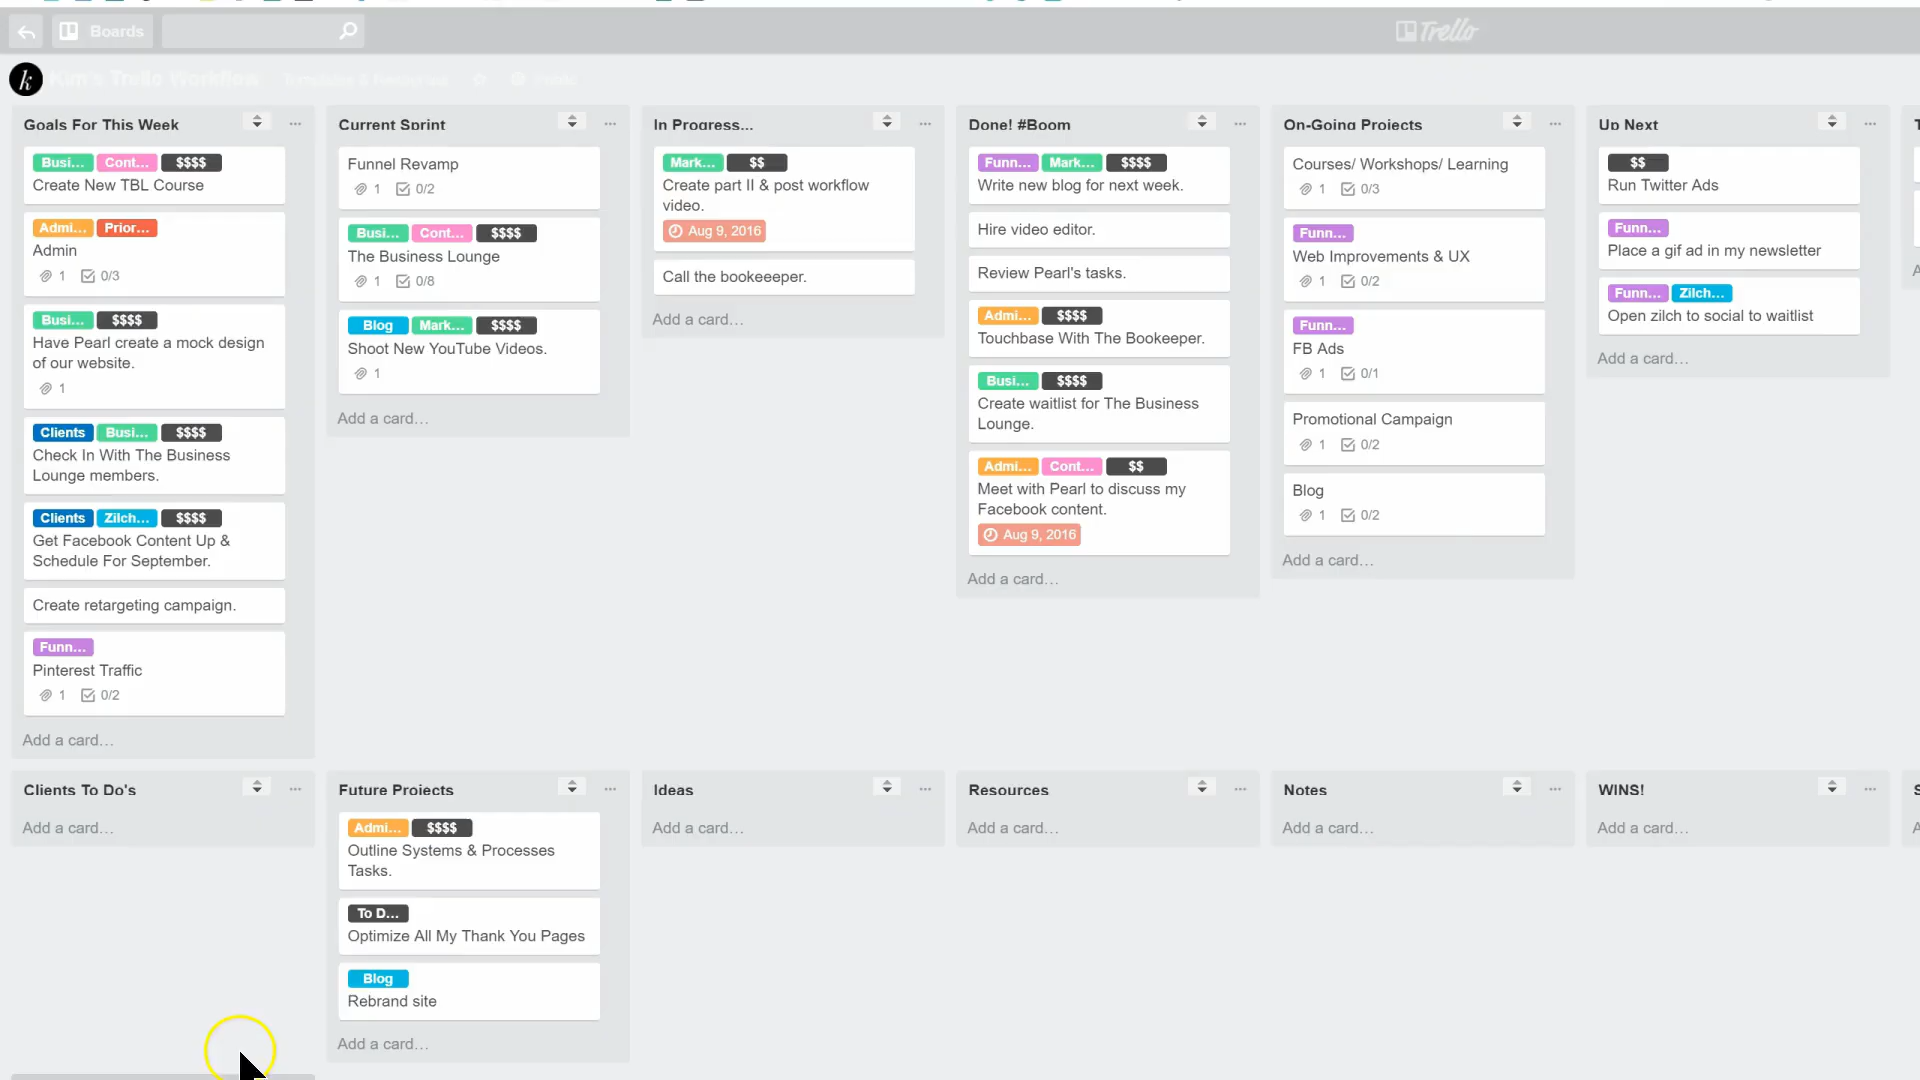 Boards
Trello
k Kim's Trello Workflow
Goals For This Week
Busi... Cont... $$$$
Create New TBL Course
Admi... Prior...
Admin
1 0/3
Busi... $$$$
Have Pearl create a mock design
of our website.
1
Clients Busi... $$$$
Check In With The Business
Lounge members.
Clients Zilch... $$$$
Get Facebook Content Up &
Schedule For September.
Create retargeting campaign.
Funn...
Pinterest Traffic
1 0/2
Add a card…
Current Sprint
Funnel Revamp
1 0/2
Busi... Cont... $$$$
The Business Lounge
1 0/8
Blog Mark... $$$$
Shoot New YouTube Videos.
1
Add a card…
In Progress...
Mark... $$
Create part II & post workflow
video.
Aug 9, 2016
Call the bookeeeper.
Add a card…
Done! #Boom
Funn... Mark... $$$$
Write new blog for next week.
Hire video editor.
Review Pearl's tasks.
Admi... $$$$
Touchbase With The Bookeper.
Busi... $$$$
Create waitlist for The Business
Lounge.
Admi... Cont... $$
Meet with Pearl to discuss my
Facebook content.
Aug 9, 2016
Add a card…
On-Going Projects
Courses/ Workshops/ Learning
1 0/3
Funn...
Web Improvements & UX
1 0/2
Funn...
FB Ads
1 0/1
Promotional Campaign
1 0/2
Blog
1 0/2
Add a card…
Up Next
$$
Run Twitter Ads
Funn...
Place a gif ad in my newsletter
Funn... Zilch...
Open zilch to social to waitlist
Add a card…
Clients To Do's
Add a card…
Future Projects
Admi... $$$$
Outline Systems & Processes
Tasks.
To D...
Optimize All My Thank You Pages
Blog
Rebrand site
Add a card…
Ideas
Add a card…
Resources
Add a card…
Notes
Add a card…
WINS!
Add a card…